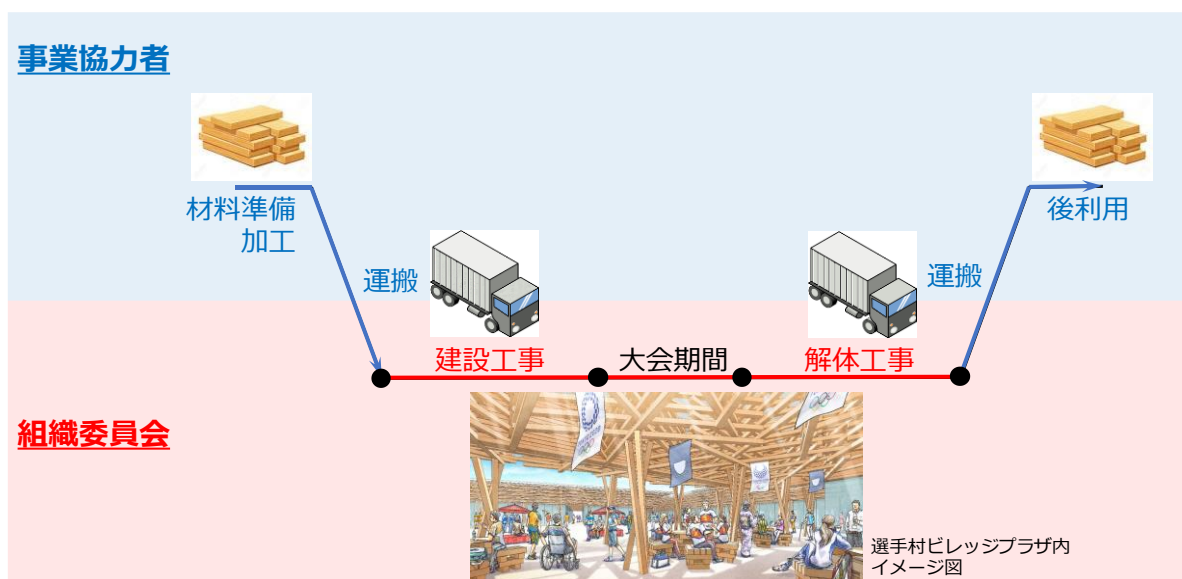 事業協力者
材料準備
加工
運搬
後利用
運搬
建設工事
大会期間
解体工事
組織委員会
選手村ビレッジプラザ内
イメージ図